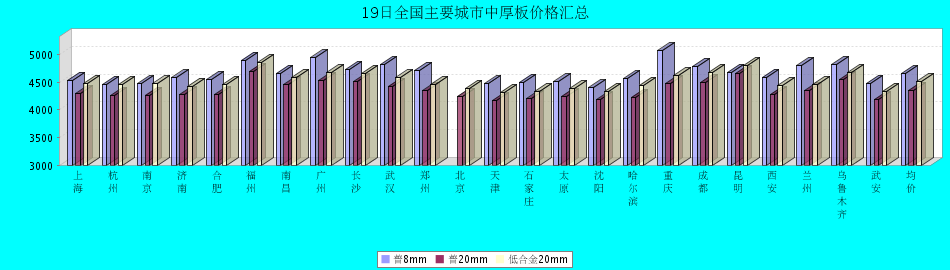 19日全国主要城市中厚板价格汇总
5000
4500
4000
3500
3000
上海
杭州
南京
济南
合肥
福州
南昌
广州
长沙
武汉
郑州
北京
天津
石家庄
太原
沈阳
哈尔滨
重庆
成都
昆明
西安
兰州
乌鲁木齐
武安
均价
普8mm 普20mm 低合金20mm